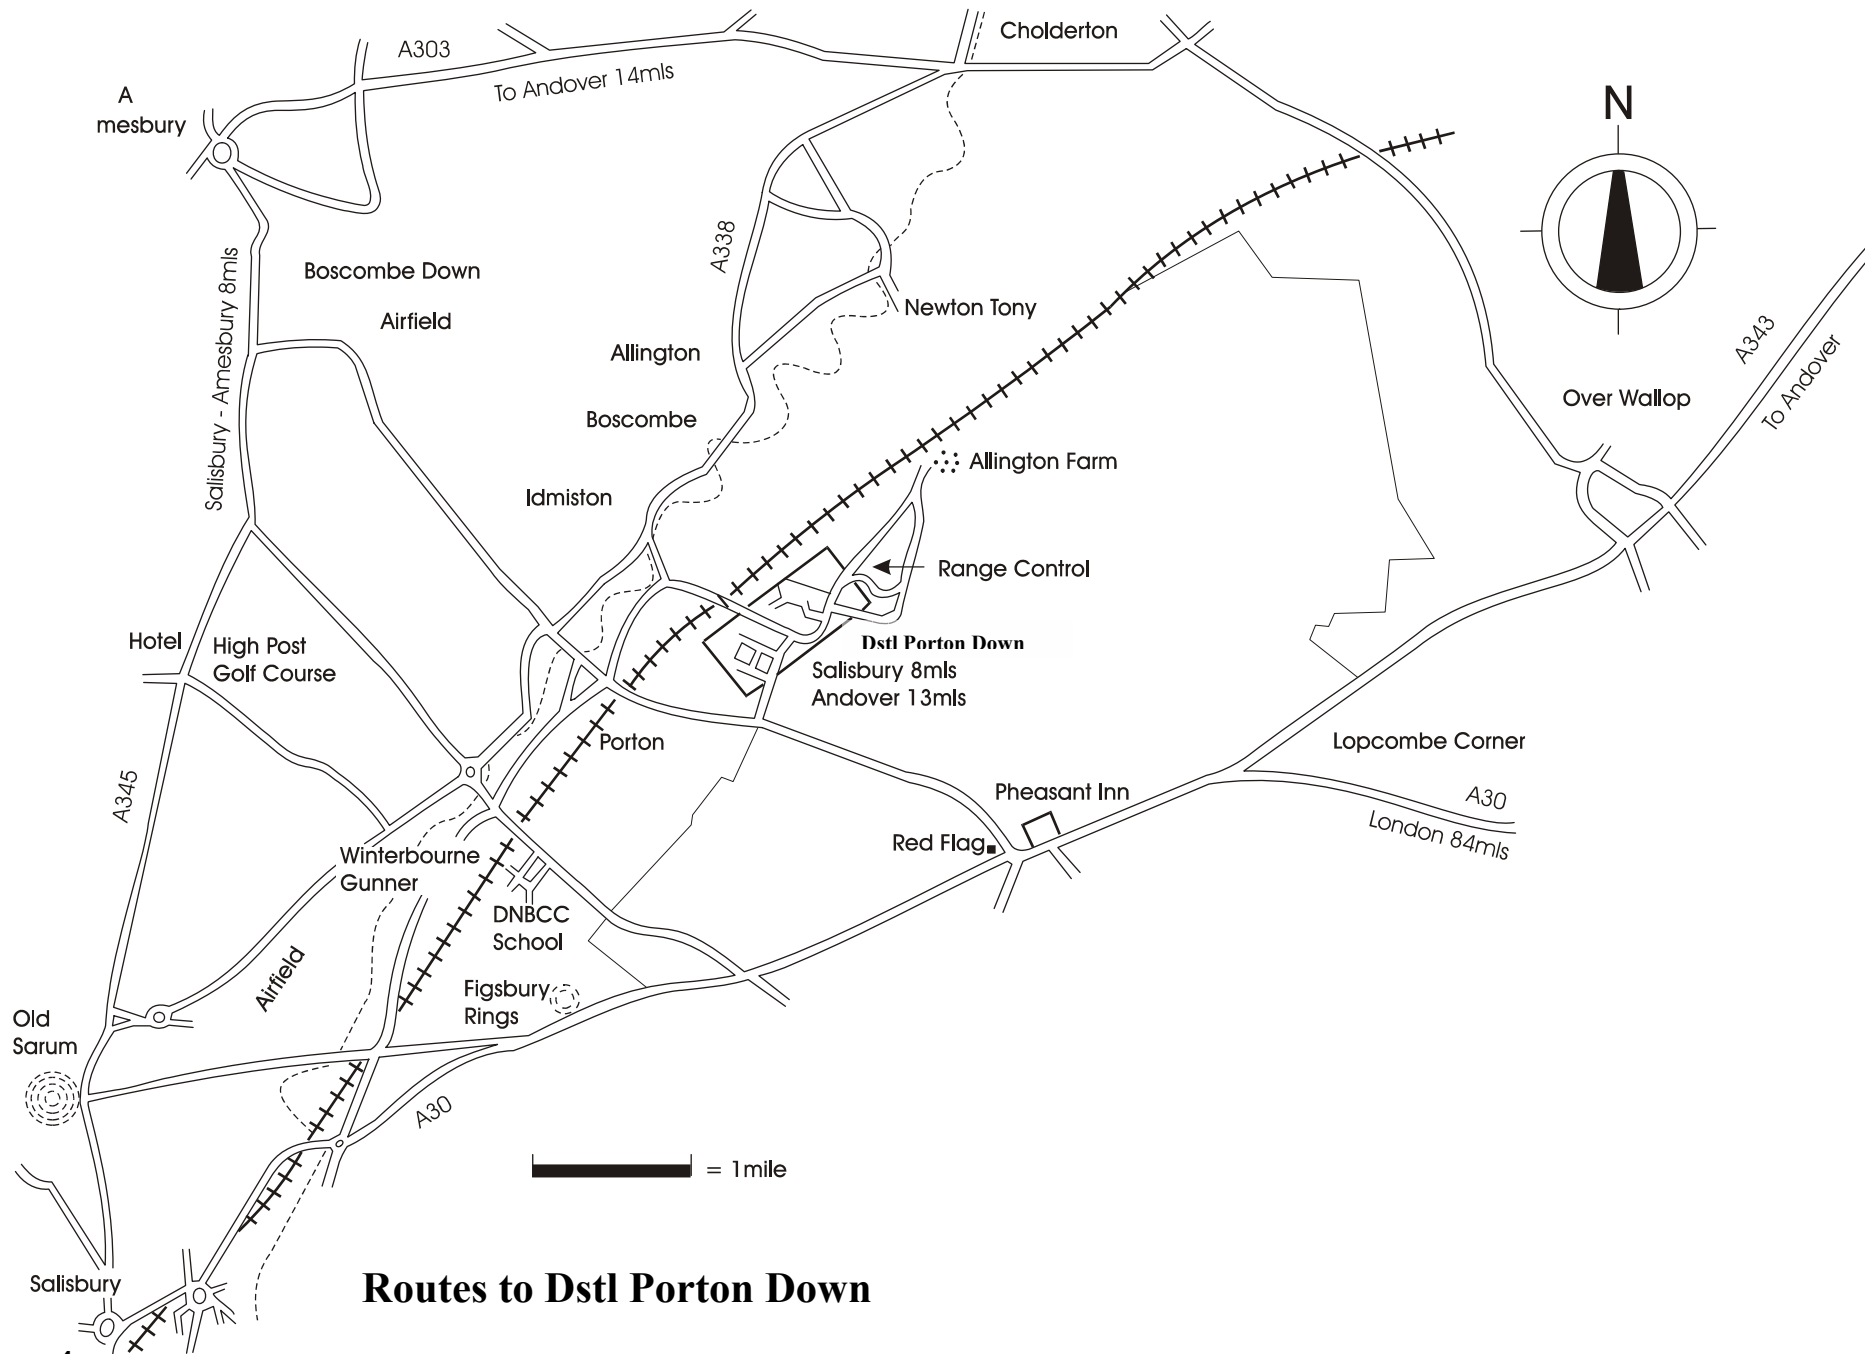 Cholderton
A303
To Andover 14mls
A
mesbury
N
A338
Salisbury - Amesbury 8mls
Boscombe Down
Airfield
Newton Tony
Allington
A343
To Andover
Over Wallop
Boscombe
Allington Farm
Idmiston
Range Control
Hotel
High Post
Golf Course
Dstl Porton Down
Salisbury 8mls
Andover 13mls
Porton
Lopcombe Corner
A345
Pheasant Inn
A30
London 84mls
Red Flag
Winterbourne
Gunner
DNBCC
School
Airfield
Figsbury
Rings
Old
Sarum
A30
= 1mile
Salisbury
Routes to Dstl Porton Down